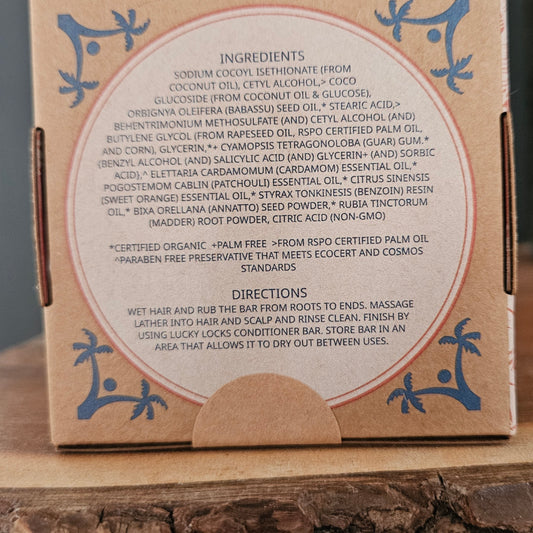 INGREDIENTS
SODIUM COCOYL ISETHIONATE (FROM
COCONUT OIL), CETYL ALCOHOL,> COCO
GLUCOSIDE (FROM COCONUT OIL & GLUCOSE),
ORBIGNYA OLEIFERA (BABASSU) SEED OIL,* STEARIC ACID,>
BEHENTRIMONIUM METHOSULFATE (AND) CETYL ALCOHOL (AND)
BUTYLENE GLYCOL (FROM RAPESEED OIL, RSPO CERTIFIED PALM OIL,
AND CORN), GLYCERIN,*+ CYAMOPSIS TETRAGONOLOBA (GUAR) GUM,*
(BENZYL ALCOHOL (AND) SALICYLIC ACID (AND) GLYCERIN+ (AND) SORBIC
ACID),^ ELETTARIA CARDAMOMUM (CARDAMOM) ESSENTIAL OIL,*
POGOSTEMOM CABLIN (PATCHOULI) ESSENTIAL OIL,* CITRUS SINENSIS
(SWEET ORANGE) ESSENTIAL OIL,* STYRAX TONKINESIS (BENZOIN) RESIN
OIL,* BIXA ORELLANA (ANNATTO) SEED POWDER,* RUBIA TINCTORUM
(MADDER) ROOT POWDER, CITRIC ACID (NON-GMO)
*CERTIFIED ORGANIC +PALM FREE >FROM RSPO CERTIFIED PALM OIL
^PARABEN FREE PRESERVATIVE THAT MEETS ECOCERT AND COSMOS
STANDARDS
DIRECTIONS
WET HAIR AND RUB THE BAR FROM ROOTS TO ENDS. MASSAGE
LATHER INTO HAIR AND SCALP AND RINSE CLEAN. FINISH BY
USING LUCKY LOCKS CONDITIONER BAR. STORE BAR IN AN
AREA THAT ALLOWS IT TO DRY OUT BETWEEN USES.